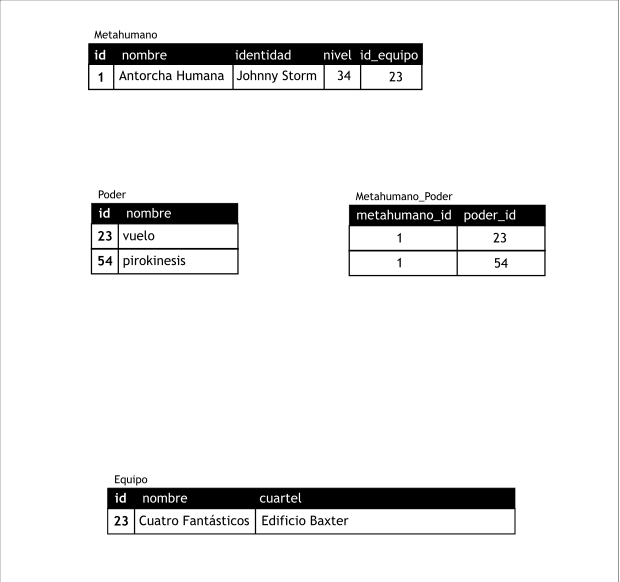 Metahumano
id nombre identidad nivel id_equipo
1 Antorcha Humana Johnny Storm 34 23
Poder
id nombre
23 vuelo
54 pirokinesis
Metahumano_Poder
metahumano_id poder_id
1 23
1 54
Equipo
id nombre cuartel
23 Cuatro Fantásticos Edificio Baxter